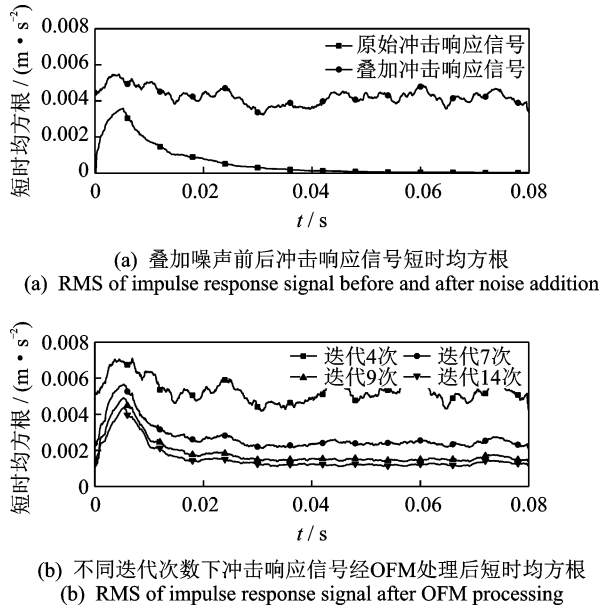 短时均方根 / (m·s⁻²)
0.008
0.006
0.004
0.002
0
原始冲击响应信号
叠加冲击响应信号
0 0.02 0.04 0.06 0.08
t / s
(a) 叠加噪声前后冲击响应信号短时均方根
(a) RMS of impulse response signal before and after noise addition
短时均方根 / (m·s⁻²)
0.008
0.006
0.004
0.002
0
迭代4次 迭代7次
迭代9次 迭代14次
0 0.02 0.04 0.06 0.08
t / s
(b) 不同迭代次数下冲击响应信号经OFM处理后短时均方根
(b) RMS of impulse response signal after OFM processing